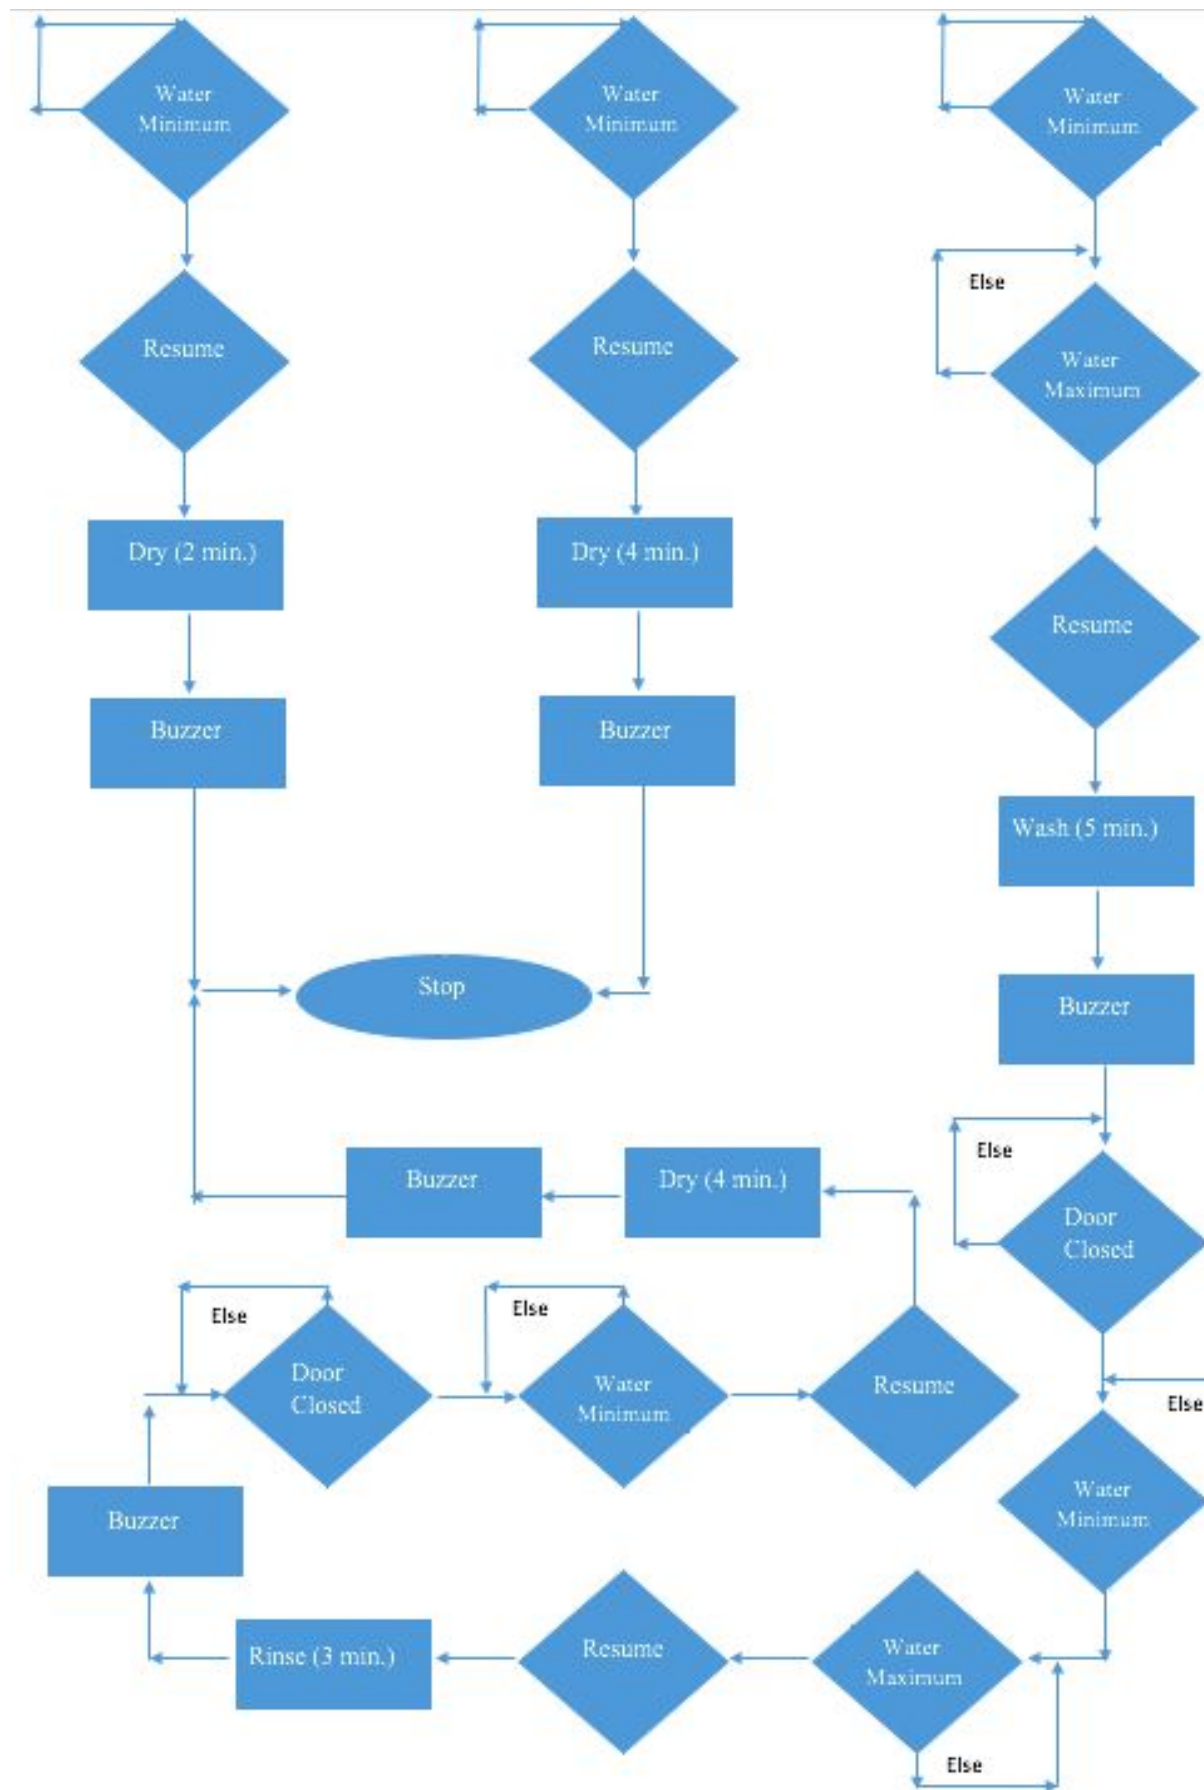 Water
Minimum
Water
Minimum
Water
Minimum
Else
Resume
Resume
Water
Maximum
Dry (2 min.)
Dry (4 min.)
Resume
Buzzer
Buzzer
Wash (5 min.)
Stop
Buzzer
Else
Buzzer
Dry (4 min.)
Door
Closed
Else
Else
Door
Closed
Water
Minimum
Resume
Else
Water
Minimum
Buzzer
Rinse (3 min.)
Resume
Water
Maximum
Else